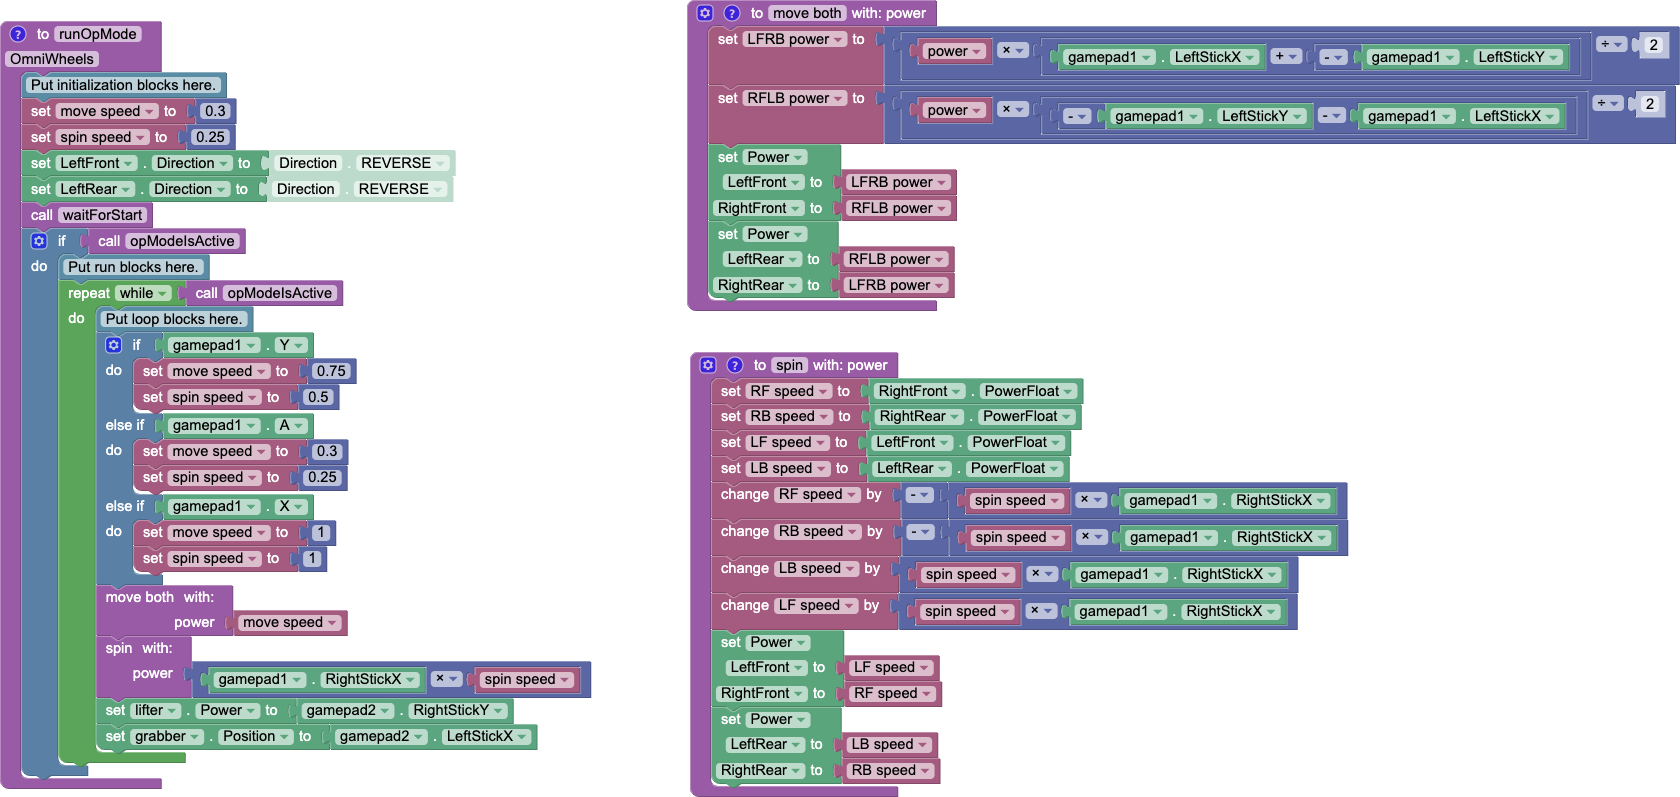 ? to runOpMode
OmniWheels
Put initialization blocks here.
set move speed to 0.3
set spin speed to 0.25
set LeftFront . Direction to Direction . REVERSE
set LeftRear . Direction to Direction . REVERSE
call waitForStart
if call opModeIsActive
do Put run blocks here.
repeat while call opModeIsActive
do Put loop blocks here.
if gamepad1 . Y
do set move speed to 0.75
set spin speed to 0.5
else if gamepad1 . A
do set move speed to 0.3
set spin speed to 0.25
else if gamepad1 . X
do set move speed to 1
set spin speed to 1
move both with:
power move speed
spin with:
power gamepad1 . RightStickX × spin speed
set lifter . Power to gamepad2 . RightStickY
set grabber . Position to gamepad2 . LeftStickX
? to move both with: power
set LFRB power to power × gamepad1 . LeftStickX + - gamepad1 . LeftStickY ÷ 2
set RFLB power to power × - gamepad1 . LeftStickY - gamepad1 . LeftStickX ÷ 2
set Power
LeftFront to LFRB power
RightFront to RFLB power
set Power
LeftRear to RFLB power
RightRear to LFRB power
? to spin with: power
set RF speed to RightFront . PowerFloat
set RB speed to RightRear . PowerFloat
set LF speed to LeftFront . PowerFloat
set LB speed to LeftRear . PowerFloat
change RF speed by - spin speed × gamepad1 . RightStickX
change RB speed by - spin speed × gamepad1 . RightStickX
change LB speed by spin speed × gamepad1 . RightStickX
change LF speed by spin speed × gamepad1 . RightStickX
set Power
LeftFront to LF speed
RightFront to RF speed
set Power
LeftRear to LB speed
RightRear to RB speed